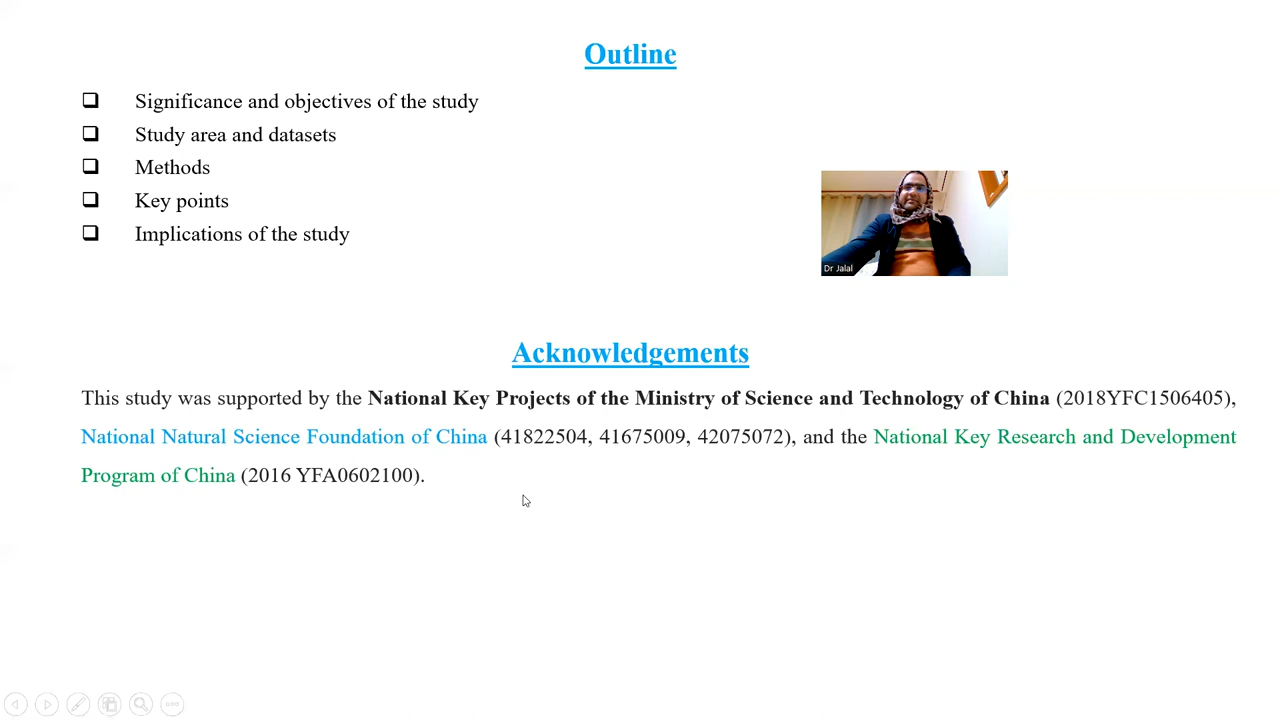 Outline
Significance and objectives of the study
Study area and datasets
Methods
Key points
Implications of the study
Dr Jalal
Acknowledgements
This study was supported by the National Key Projects of the Ministry of Science and Technology of China (2018YFC1506405),
National Natural Science Foundation of China (41822504, 41675009, 42075072), and the National Key Research and Development
Program of China (2016 YFA0602100).